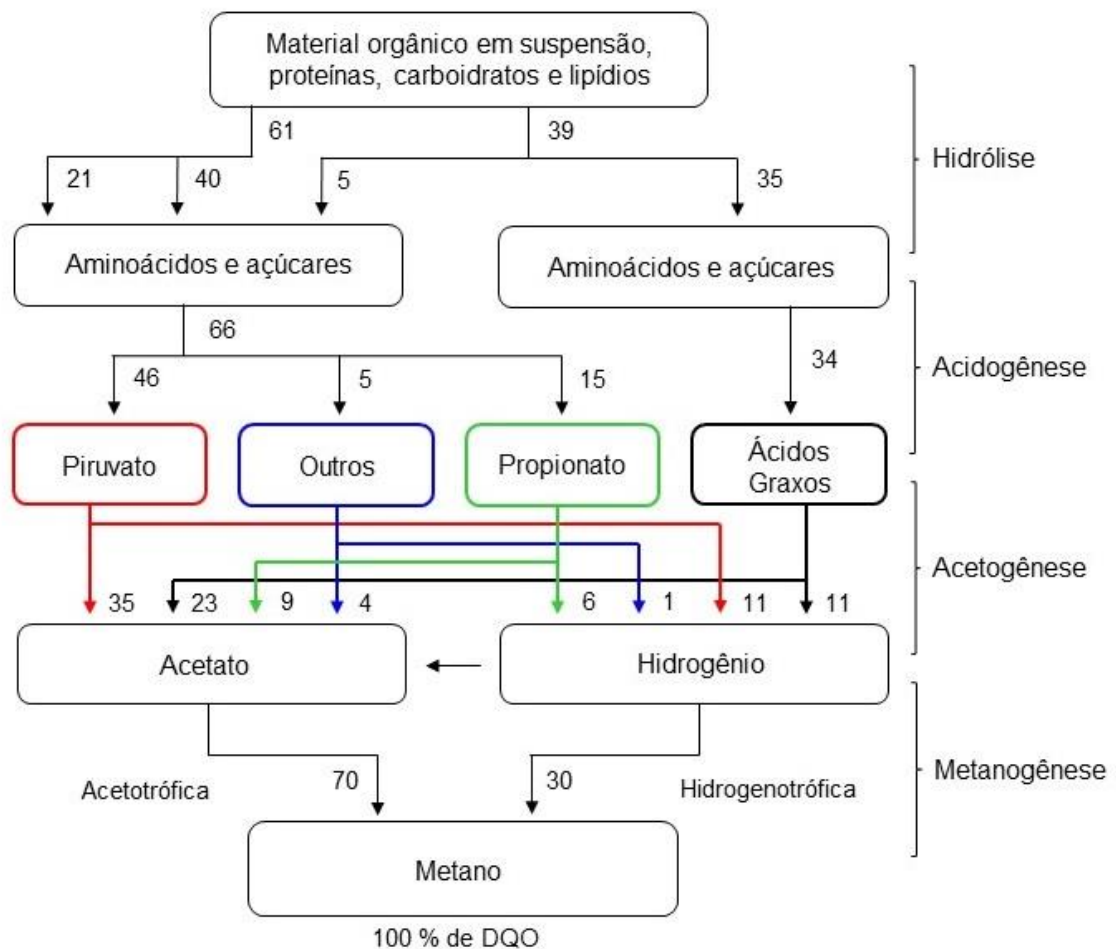 Material orgânico em suspensão,
proteínas, carboidratos e lipídios
61
39
Hidrólise
21
40
5
35
Aminoácidos e açúcares
Aminoácidos e açúcares
66
34
Acidogênese
46
5
15
Piruvato
Outros
Propionato
Ácidos
Graxos
Acetogênese
35
23
9
4
6
1
11
11
Acetato
Hidrogênio
Metanogênese
Acetotrófica
70
30
Hidrogenotrófica
Metano
100 % de DQO